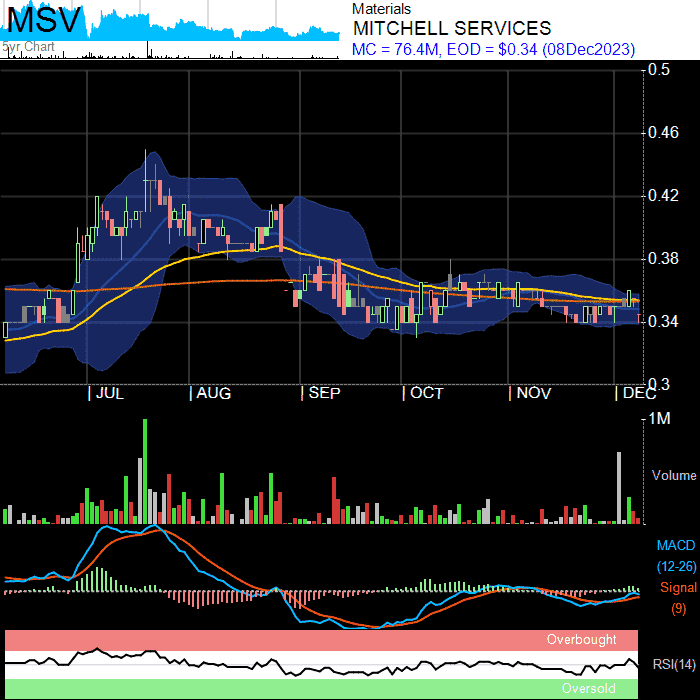 MSV
5yr Chart
Materials
MITCHELL SERVICES
MC = 76.4M, EOD = $0.34 (08Dec2023)
0.5
0.46
0.42
0.38
0.34
0.3
JUL AUG SEP OCT NOV DEC
1M
Volume
MACD
(12-26)
Signal
(9)
Overbought
RSI(14)
Oversold